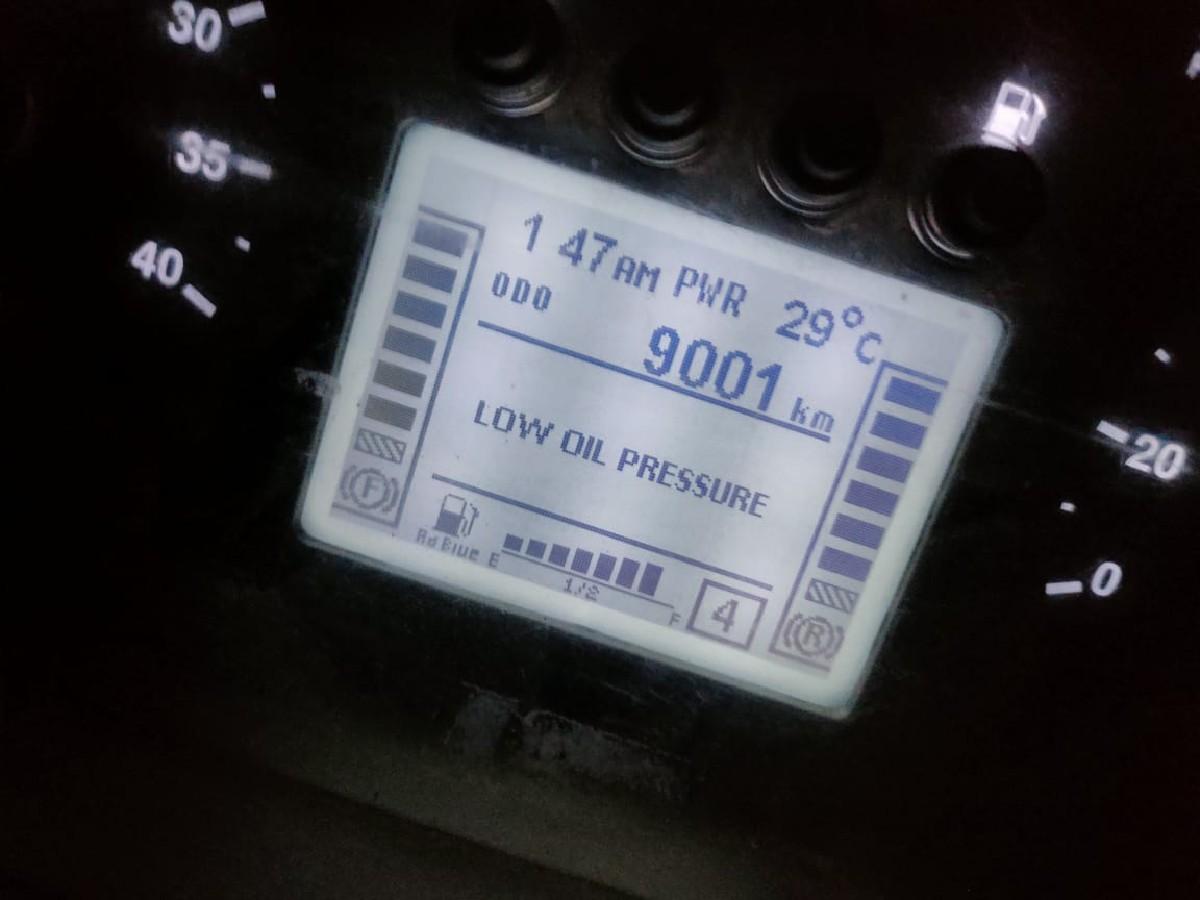 30
35
40
1 47AM PWR 29°C
ODO
9001 km
LOW OIL PRESSURE
Ad Blue E
1/2
F
4
F
R
20
0